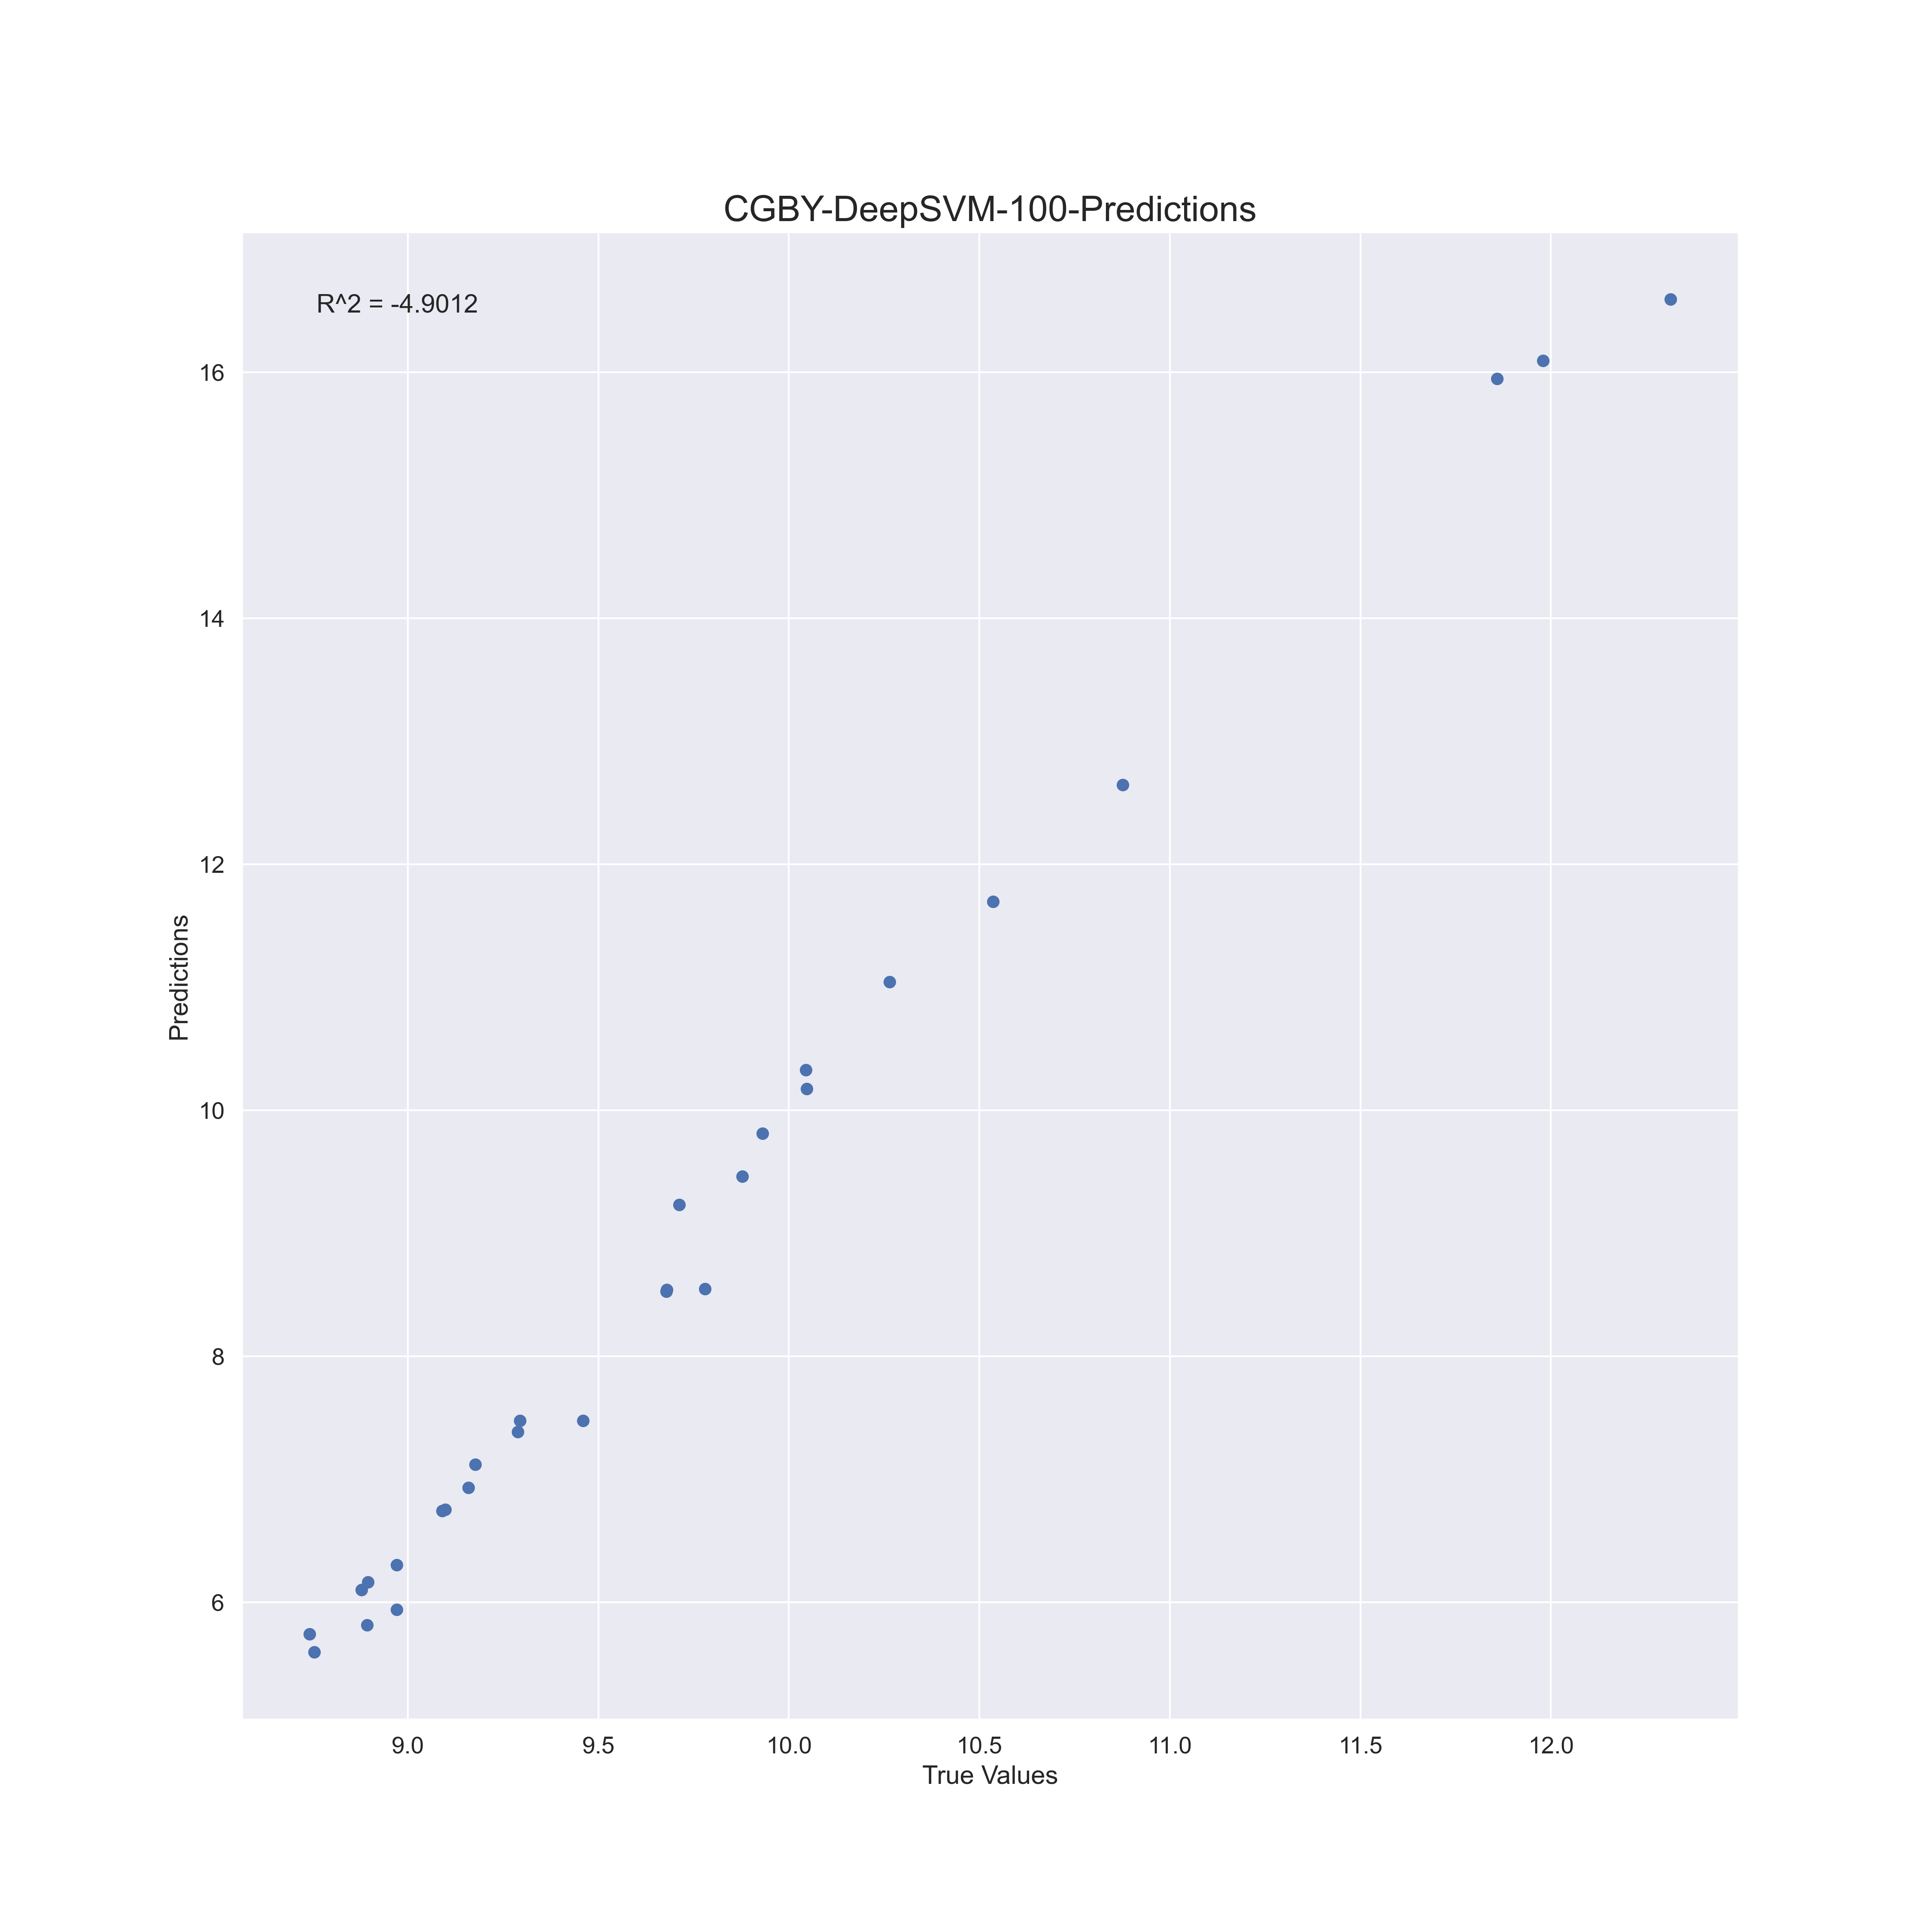 CGBY-DeepSVM-100-Predictions
R^2 = -4.9012
16
14
12
10
8
6
Predictions
9.0 9.5 10.0 10.5 11.0 11.5 12.0
True Values